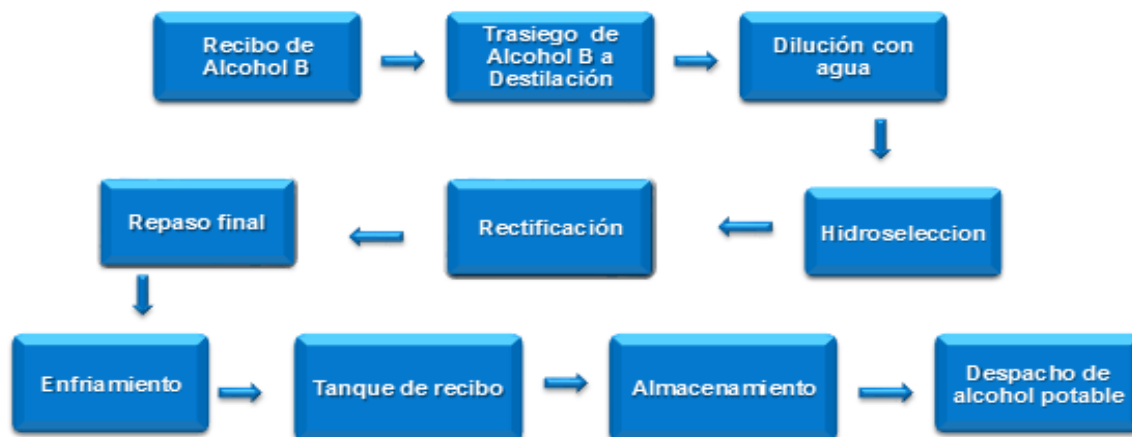 Recibo de
Alcohol B
Trasiego de
Alcohol B a
Destilación
Dilución con
agua
Hidroseleccion
Rectificación
Repaso final
Enfriamiento
Tanque de recibo
Almacenamiento
Despacho de
alcohol potable